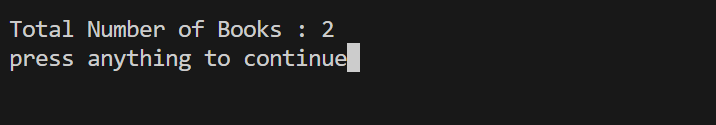 Total Number of Books : 2
press anything to continue